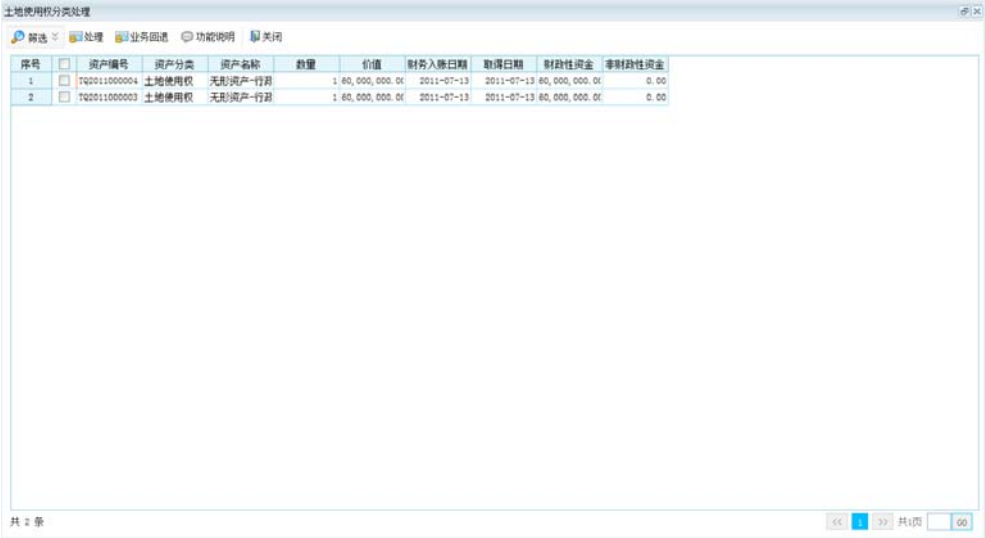 土地使用权分类处理
筛选 处理 业务回退 功能说明 关闭
序号 资产编号 资产分类 资产名称 数量 价值 财务入账日期 取得日期 财政性资金 非财政性资金
1 TQ2011000004 土地使用权 无形资产-行政 1 60,000,000.00 2011-07-13 2011-07-13 60,000,000.00 0.00
2 TQ2011000003 土地使用权 无形资产-行政 1 60,000,000.00 2011-07-13 2011-07-13 60,000,000.00 0.00
共 2 条 << 1 >> 共1页 GO